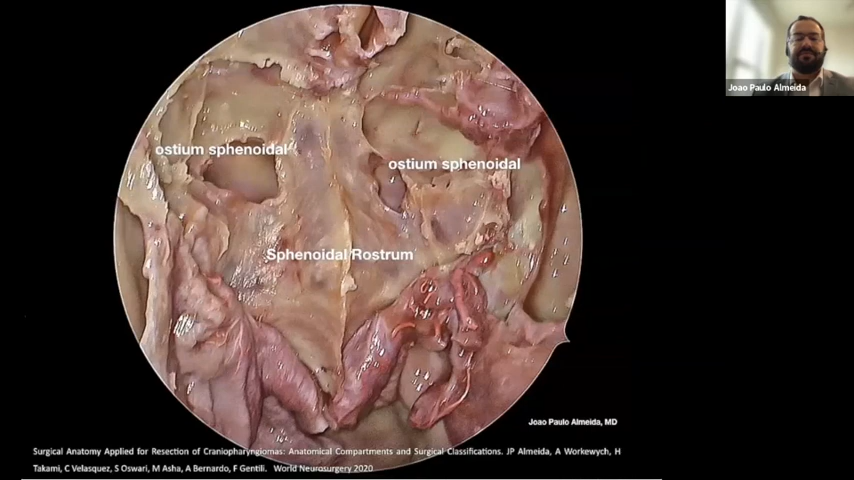 Joao Paulo Almeida
ostium sphenoidal
ostium sphenoidal
Sphenoidal Rostrum
Joao Paulo Almeida, MD
Surgical Anatomy Applied for Resection of Craniopharyngiomas: Anatomical Compartments and Surgical Classifications. JP Almeida, A Workewych, H
Takami, C Velasquez, S Oswari, M Asha, A Bernardo, F Gentili. World Neurosurgery 2020